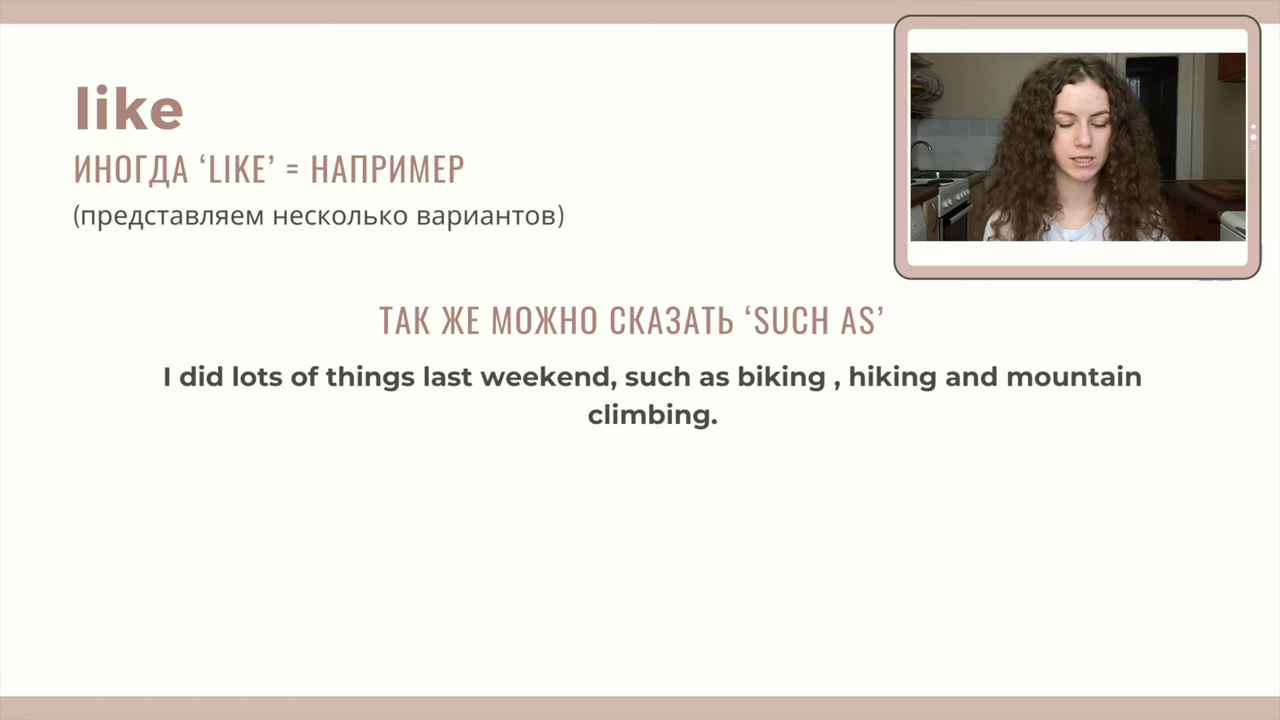 like
ИНОГДА ‘LIKE’ = НАПРИМЕР
(представляем несколько вариантов)
ТАК ЖЕ МОЖНО СКАЗАТЬ ‘SUCH AS’
I did lots of things last weekend, such as biking , hiking and mountain
climbing.